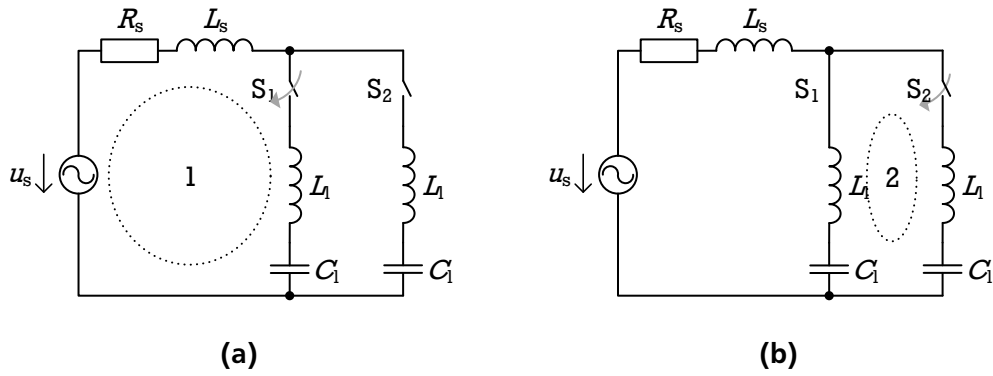 Rs Ls
S1 S2
us 1 L1 L1
C1 C1
(a)
Rs Ls
S1 S2
us L1 2 L1
C1 C1
(b)